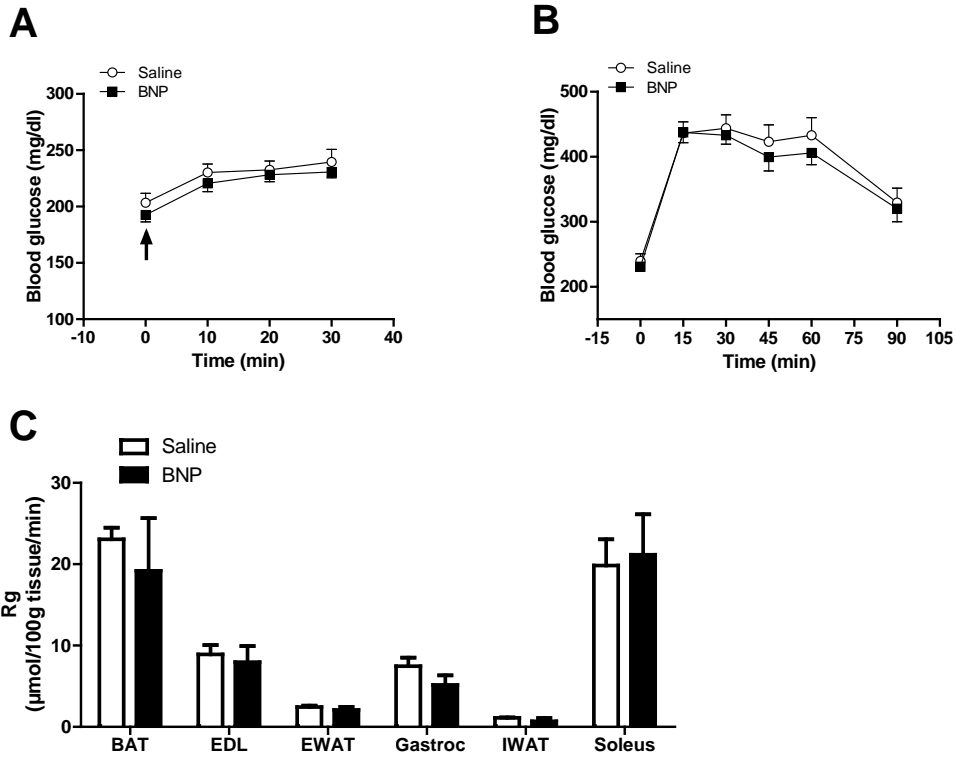 A
Saline
BNP
300
250
200
150
100
-10 0 10 20 30 40
Time (min)
Blood glucose (mg/dl)
B
Saline
BNP
500
400
300
200
-15 0 15 30 45 60 75 90 105
Time (min)
Blood glucose (mg/dl)
C
Saline
BNP
30
20
10
0
Rg
(µmol/100g tissue/min)
BAT EDL EWAT Gastroc IWAT Soleus